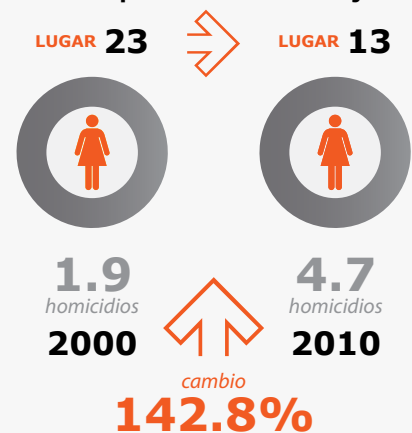 LUGAR 23
LUGAR 13
1.9
homicidios
2000
4.7
homicidios
2010
cambio
142.8%